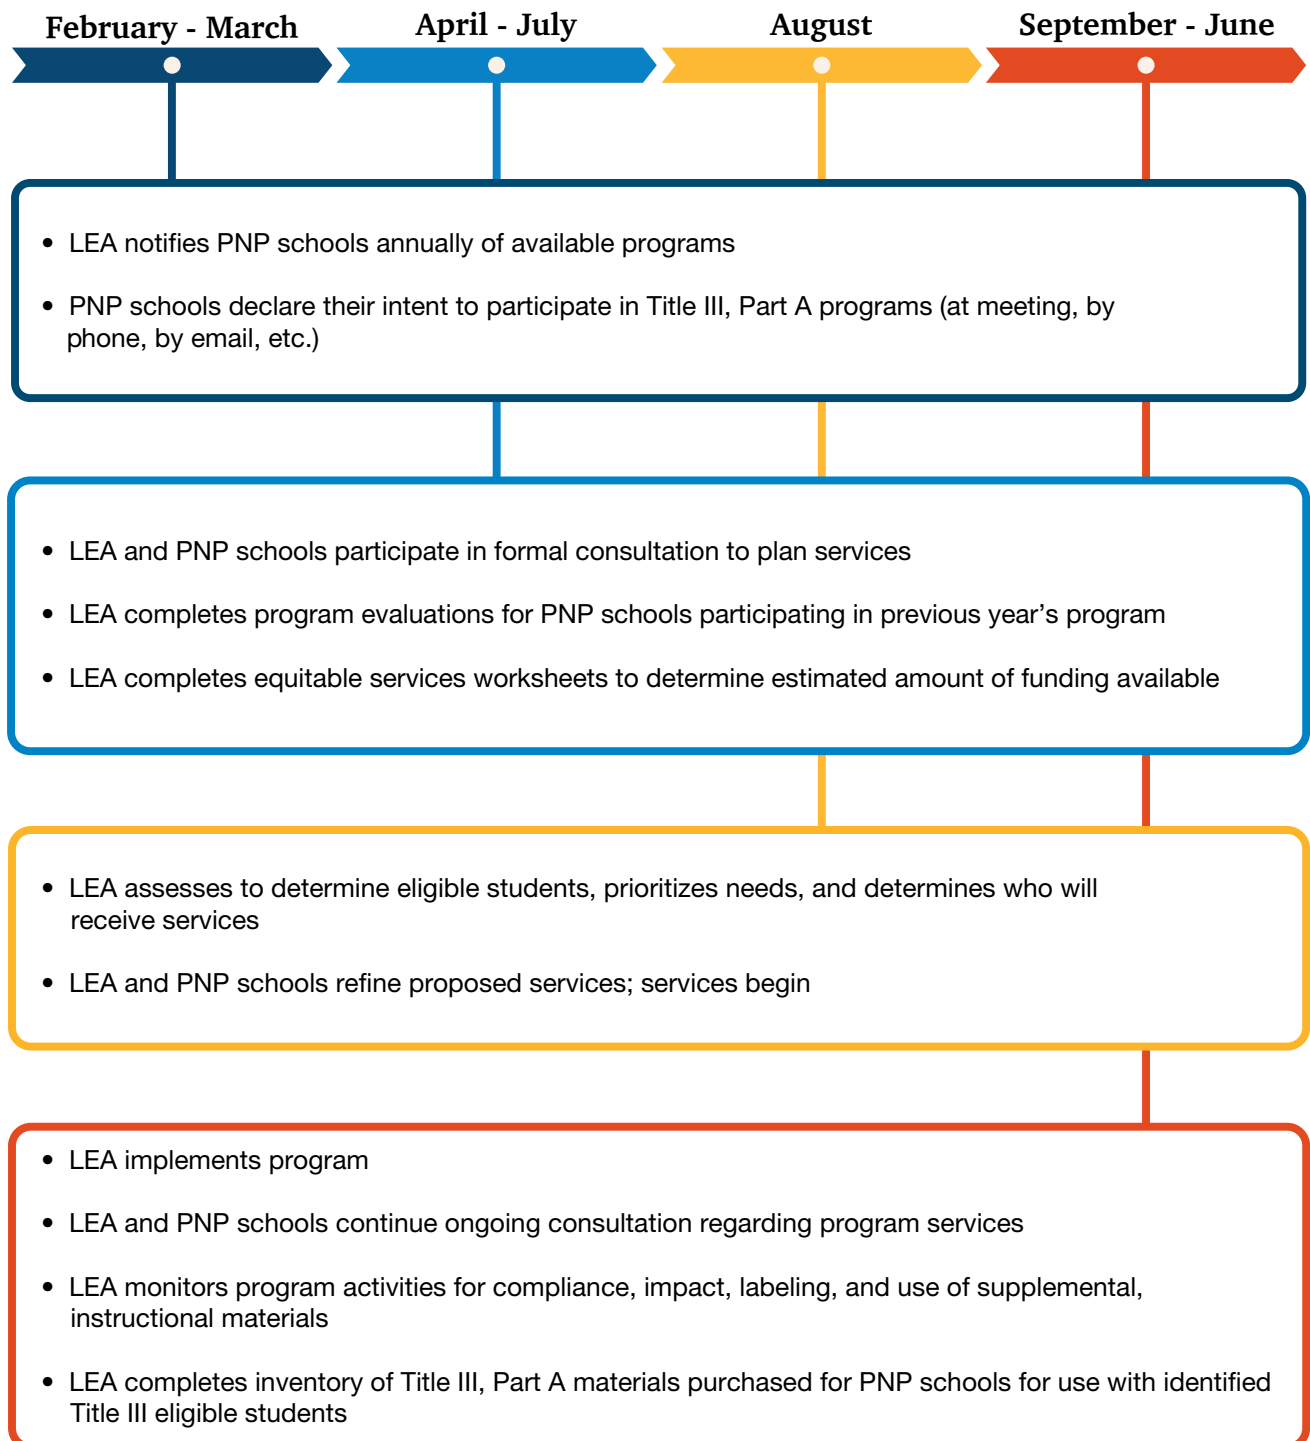 February - March
April - July
August
September - June
• LEA notifies PNP schools annually of available programs
• PNP schools declare their intent to participate in Title III, Part A programs (at meeting, by
phone, by email, etc.)
• LEA and PNP schools participate in formal consultation to plan services
• LEA completes program evaluations for PNP schools participating in previous year’s program
• LEA completes equitable services worksheets to determine estimated amount of funding available
• LEA assesses to determine eligible students, prioritizes needs, and determines who will
receive services
• LEA and PNP schools refine proposed services; services begin
• LEA implements program
• LEA and PNP schools continue ongoing consultation regarding program services
• LEA monitors program activities for compliance, impact, labeling, and use of supplemental,
instructional materials
• LEA completes inventory of Title III, Part A materials purchased for PNP schools for use with identified
Title III eligible students